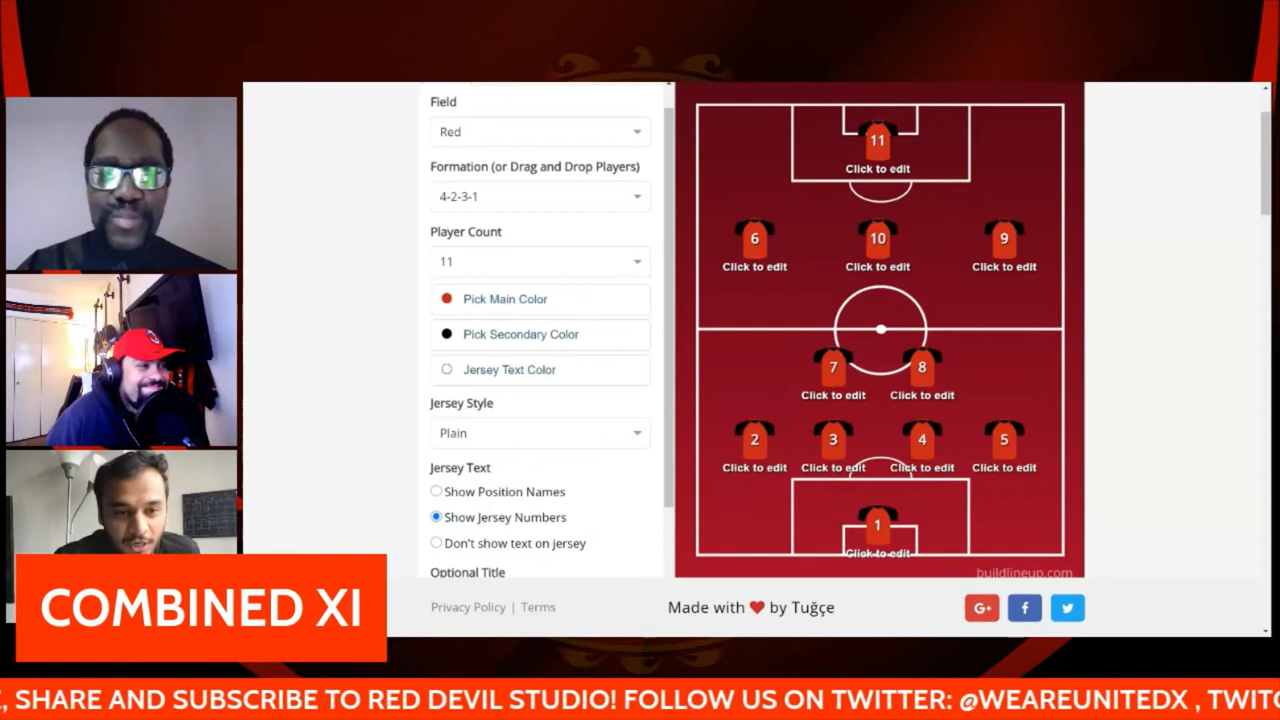 Field
Red
Formation (or Drag and Drop Players)
4-2-3-1
Player Count
11
Pick Main Color
Pick Secondary Color
Jersey Text Color
Jersey Style
Plain
Jersey Text
Show Position Names
Show Jersey Numbers
Don't show text on jersey
Optional Title
11
Click to edit
6 10 9
Click to edit Click to edit Click to edit
7 8
Click to edit Click to edit
2 3 4 5
Click to edit Click to edit Click to edit Click to edit
1
Click to edit
buildlineup.com
Privacy Policy | Terms
Made with ❤ by Tuğçe
G+ f
COMBINED XI
E, SHARE AND SUBSCRIBE TO RED DEVIL STUDIO! FOLLOW US ON TWITTER: @WEAREUNITEDX , TWITC